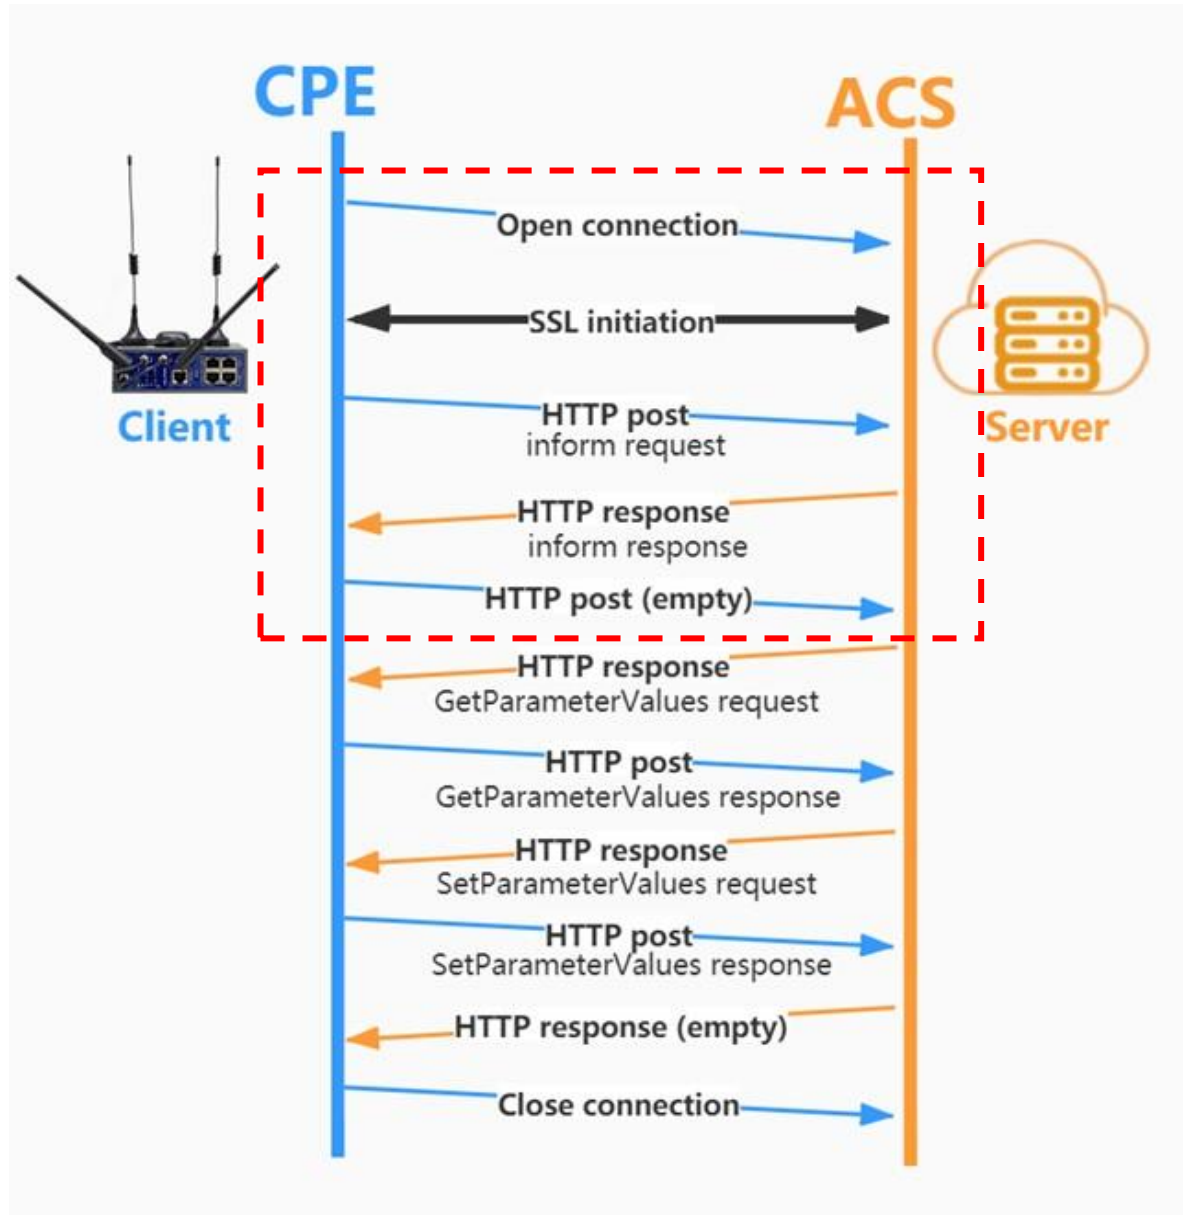 CPE
ACS
Open connection
SSL initiation
HTTP post
inform request
Client
Server
HTTP response
inform response
HTTP post (empty)
HTTP response
GetParameterValues request
HTTP post
GetParameterValues response
HTTP response
SetParameterValues request
HTTP post
SetParameterValues response
HTTP response (empty)
Close connection